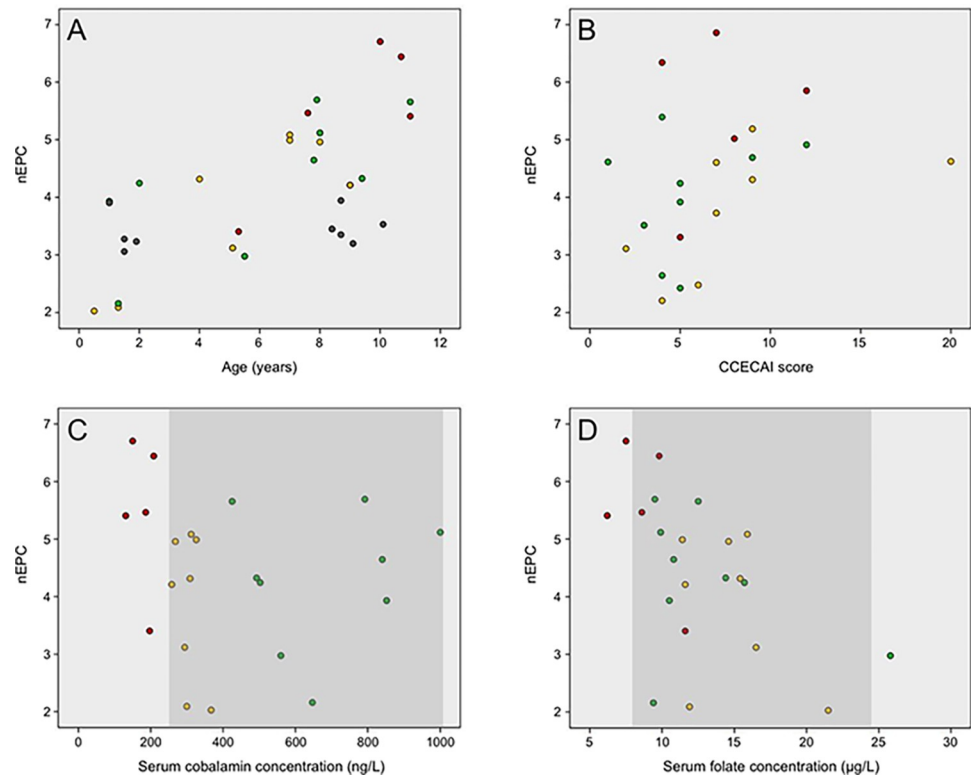 A
7
6
5
4
3
2
nEPC
0 2 4 6 8 10 12
Age (years)
B
7
6
5
4
3
2
nEPC
0 5 10 15 20
CCECAI score
C
7
6
5
4
3
2
nEPC
0 200 400 600 800 1000
Serum cobalamin concentration (ng/L)
D
7
6
5
4
3
2
nEPC
5 10 15 20 25 30
Serum folate concentration (µg/L)